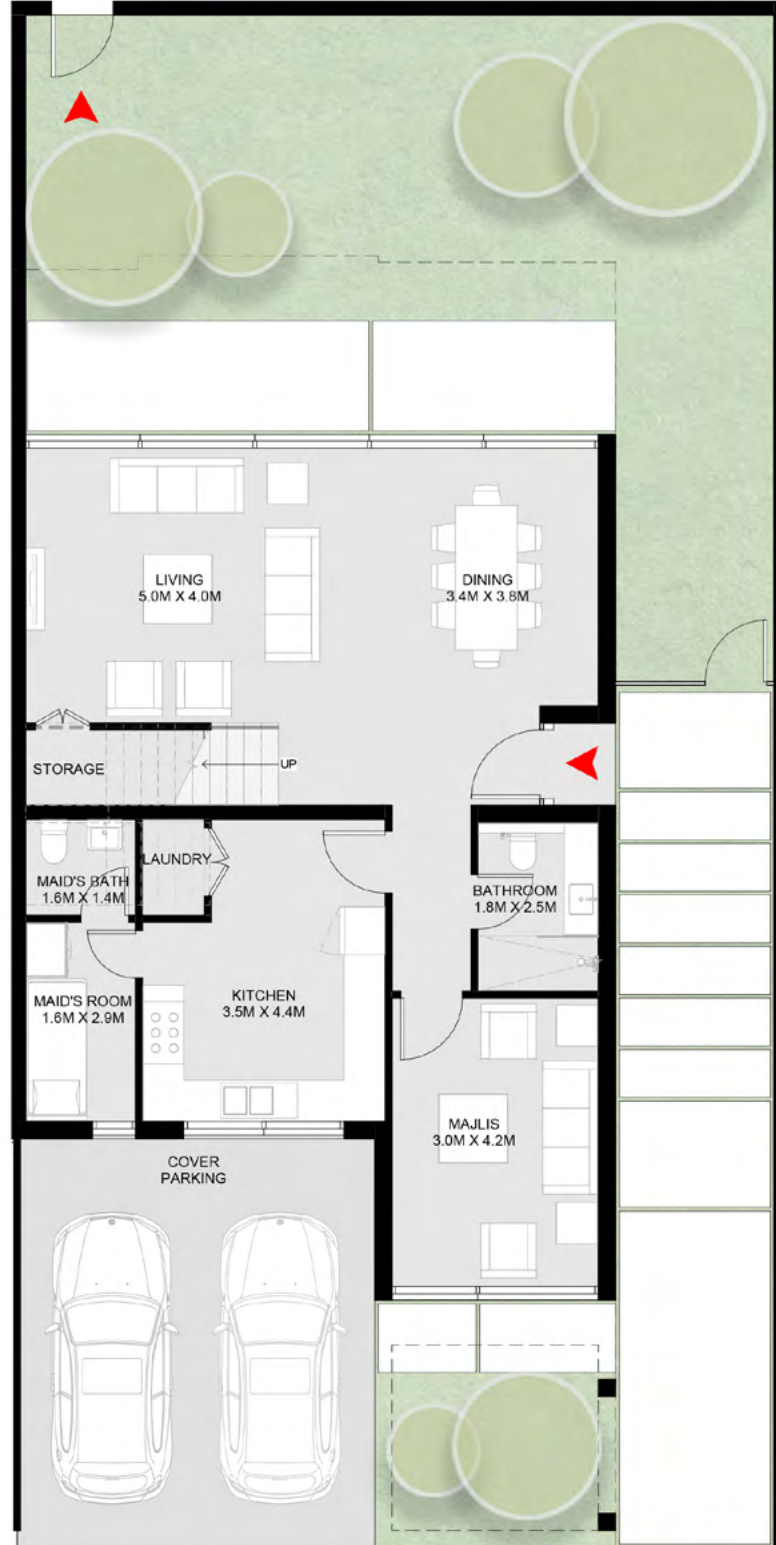 LIVING
5.0M X 4.0M
DINING
3.4M X 3.8M
STORAGE
UP
LAUNDRY
MAID'S BATH
1.6M X 1.4M
BATHROOM
1.8M X 2.5M
MAID'S ROOM
1.6M X 2.9M
KITCHEN
3.5M X 4.4M
MAJLIS
3.0M X 4.2M
COVER
PARKING